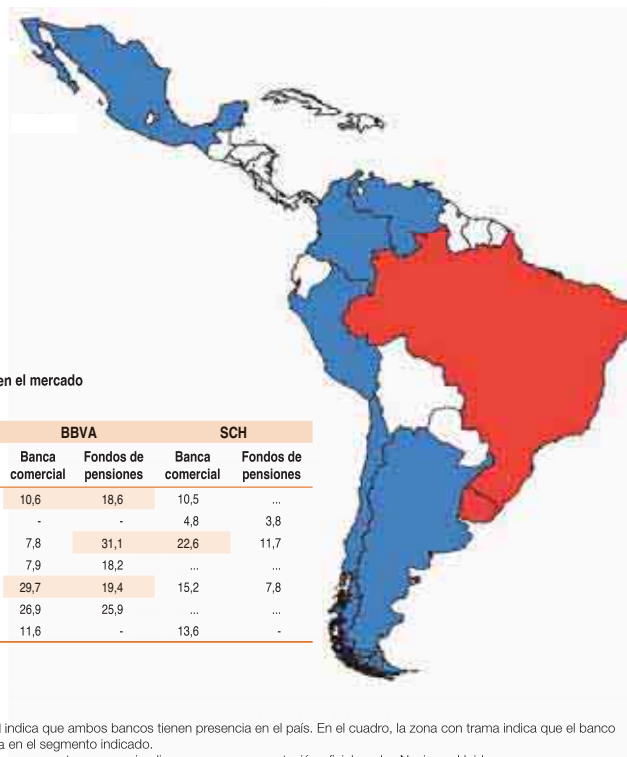 en el mercado
BBVA SCH
Banca Fondos de Banca Fondos de
comercial pensiones comercial pensiones
10,6 18,6 10,5 ...
- - 4,8 3,8
7,8 31,1 22,6 11,7
7,9 18,2 ... ...
29,7 19,4 15,2 7,8
26,9 25,9 ... ...
11,6 - 13,6 -
indica que ambos bancos tienen presencia en el país. En el cuadro, la zona con trama indica que el banco
a en el segmento indicado.